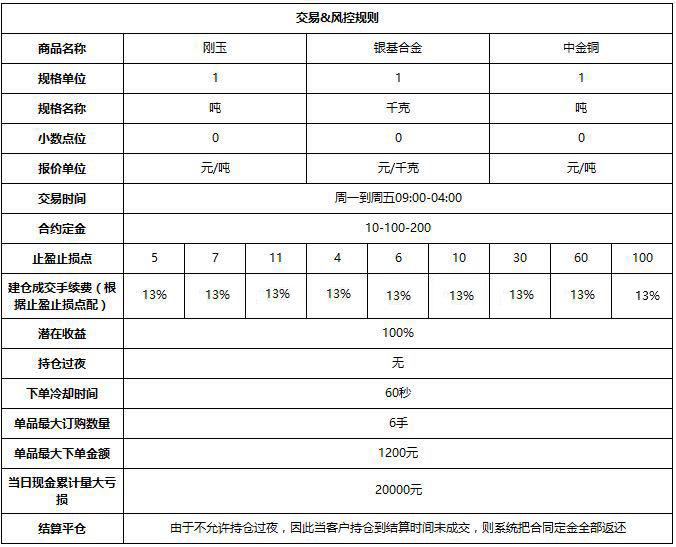 交易&风控规则
商品名称 刚玉 银基合金 中金铜
规格单位 1 1 1
规格名称 吨 千克 吨
小数点位 0 0 0
报价单位 元/吨 元/千克 元/吨
交易时间 周一到周五09:00-04:00
合约定金 10-100-200
止盈止损点 5 7 11 4 6 10 30 60 100
建仓成交手续费（根
据止盈止损点配） 13% 13% 13% 13% 13% 13% 13% 13% 13%
潜在收益 100%
持仓过夜 无
下单冷却时间 60秒
单品最大订购数量 6手
单品最大下单金额 1200元
当日现金累计量大亏
损 20000元
结算平仓 由于不允许持仓过夜，因此当客户持仓到结算时间未成交，则系统把合同定金全部返还